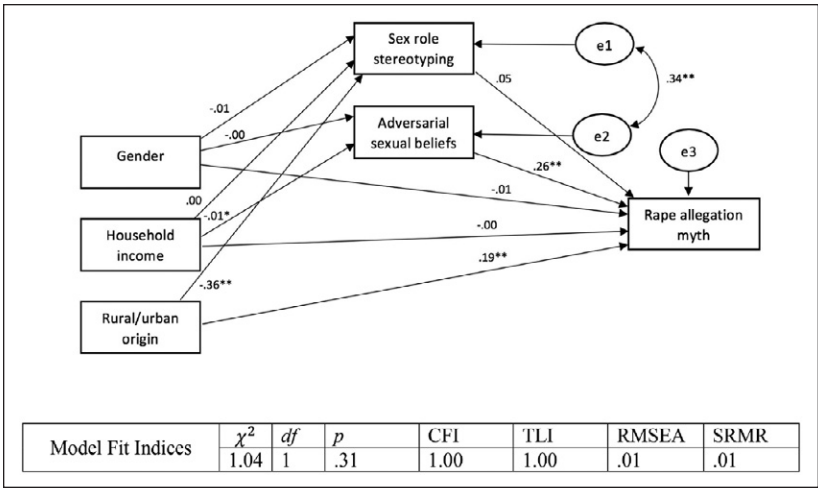 Sex role
stereotyping
e1
.34**
-.01
.05
-.00
Adversarial
sexual beliefs
e2
e3
Gender
.26**
.00
-.01
-.01*
Rape allegation
myth
Household
income
-.00
.19**
-.36**
Rural/urban
origin
Model Fit Indices
χ² df p CFI TLI RMSEA SRMR
1.04 1 .31 1.00 1.00 .01 .01